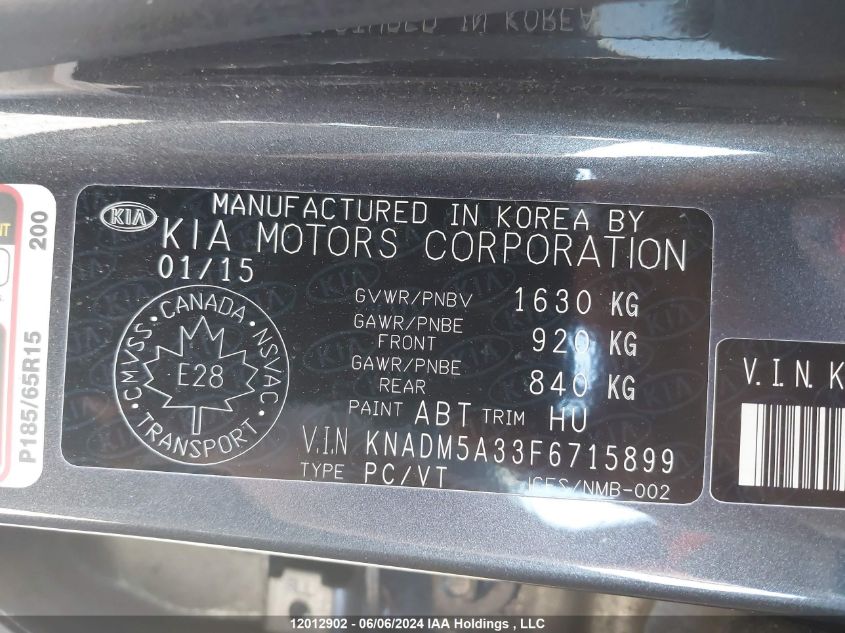 MANUFACTURED IN KOREA BY
KIA
KIA MOTORS CORPORATION
01/15
GVWR/PNBV 1630 KG
GAWR/PNBE
FRONT 920 KG
GAWR/PNBE
REAR 840 KG
PAINT ABT TRIM HU
V.I.N KNADM5A33F6715899
TYPE PC/VT
ICES/NMB-002
CANADA
CMVSS · NSVAC
E28
TRANSPORT
P185/65R15 200
V.I.N. K
12012902 - 06/06/2024 IAA Holdings , LLC